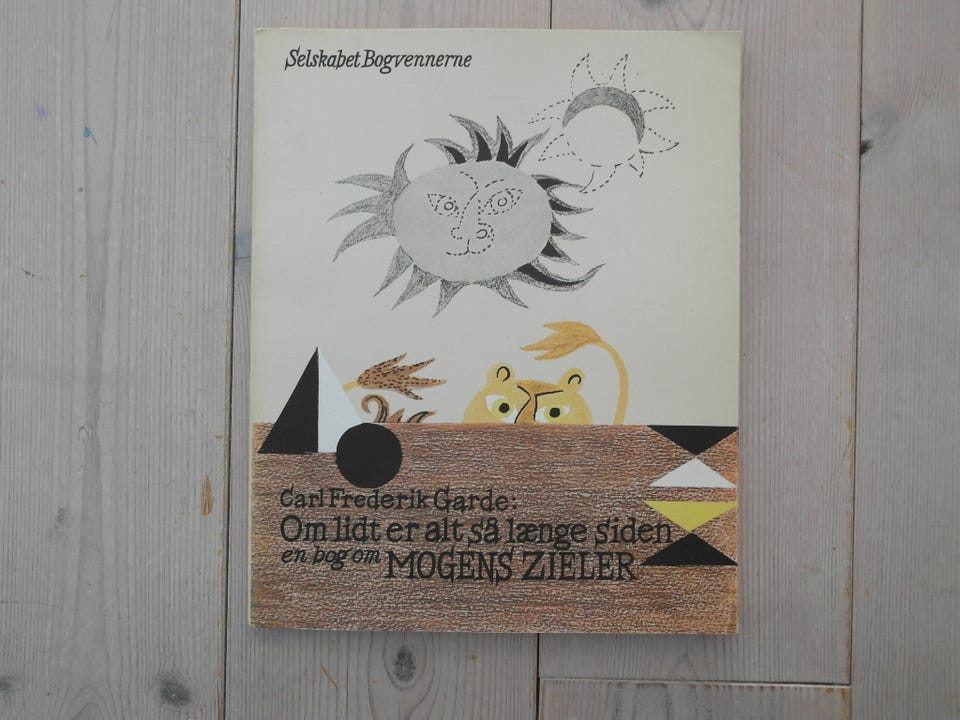 Selskabet Bogvennerne
Carl Frederik Garde:
Om lidt er alt så længe siden
en bog om MOGENS ZIELER